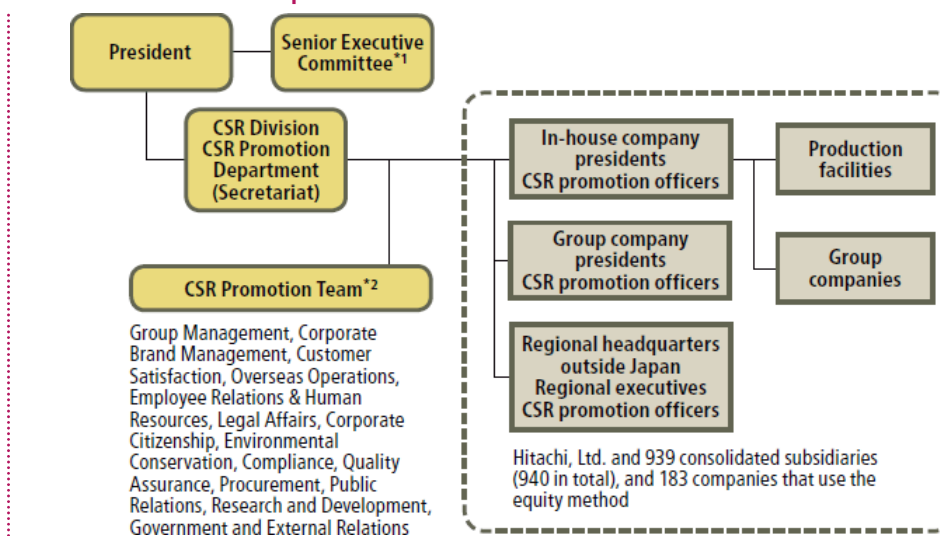 President
Senior Executive
Committee*1
CSR Division
CSR Promotion
Department
(Secretariat)
In-house company
presidents
CSR promotion officers
Production
facilities
Group company
presidents
CSR promotion officers
Group
companies
CSR Promotion Team*2
Regional headquarters
outside Japan
Regional executives
CSR promotion officers
Group Management, Corporate
Brand Management, Customer
Satisfaction, Overseas Operations,
Employee Relations & Human
Resources, Legal Affairs, Corporate
Citizenship, Environmental
Conservation, Compliance, Quality
Assurance, Procurement, Public
Relations, Research and Development,
Government and External Relations
Hitachi, Ltd. and 939 consolidated subsidiaries
(940 in total), and 183 companies that use the
equity method